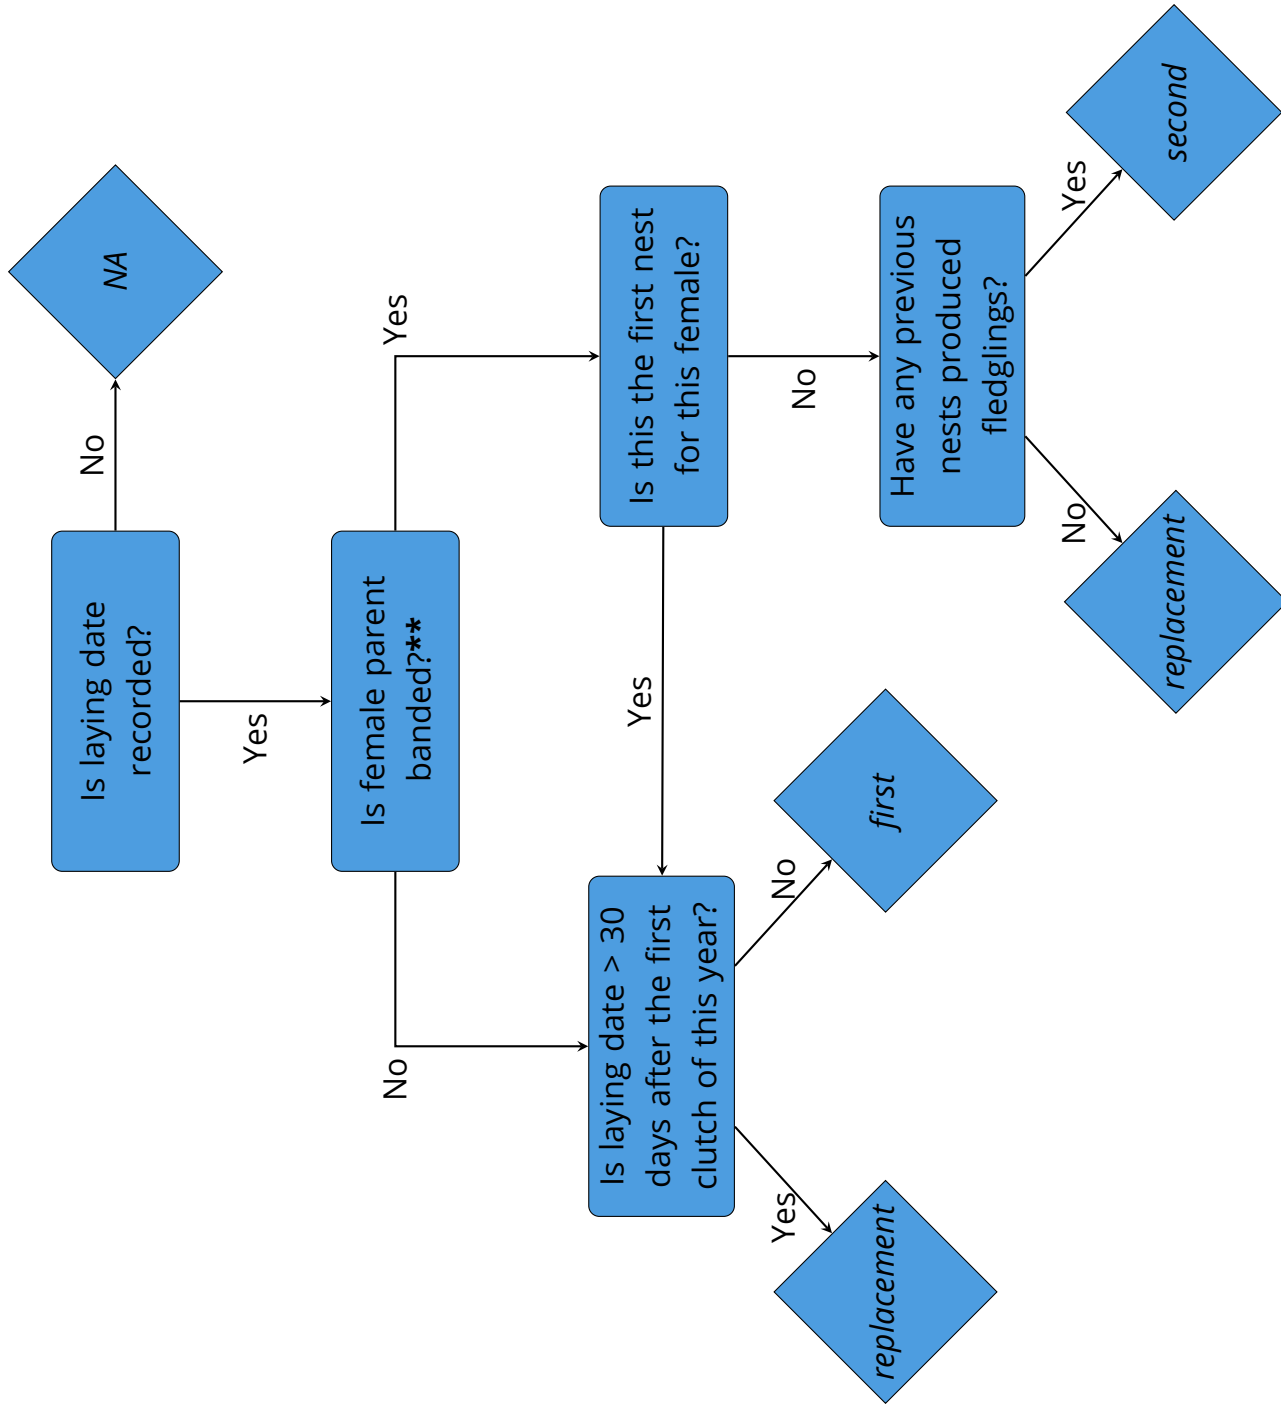 Is laying date
recorded?
No
NA
Yes
Is female parent
banded?**
No
Yes
Is laying date > 30
days after the first
clutch of this year?
Yes
Is this the first nest
for this female?
Yes
replacement
No
first
No
Have any previous
nests produced
fledglings?
No
replacement
Yes
second